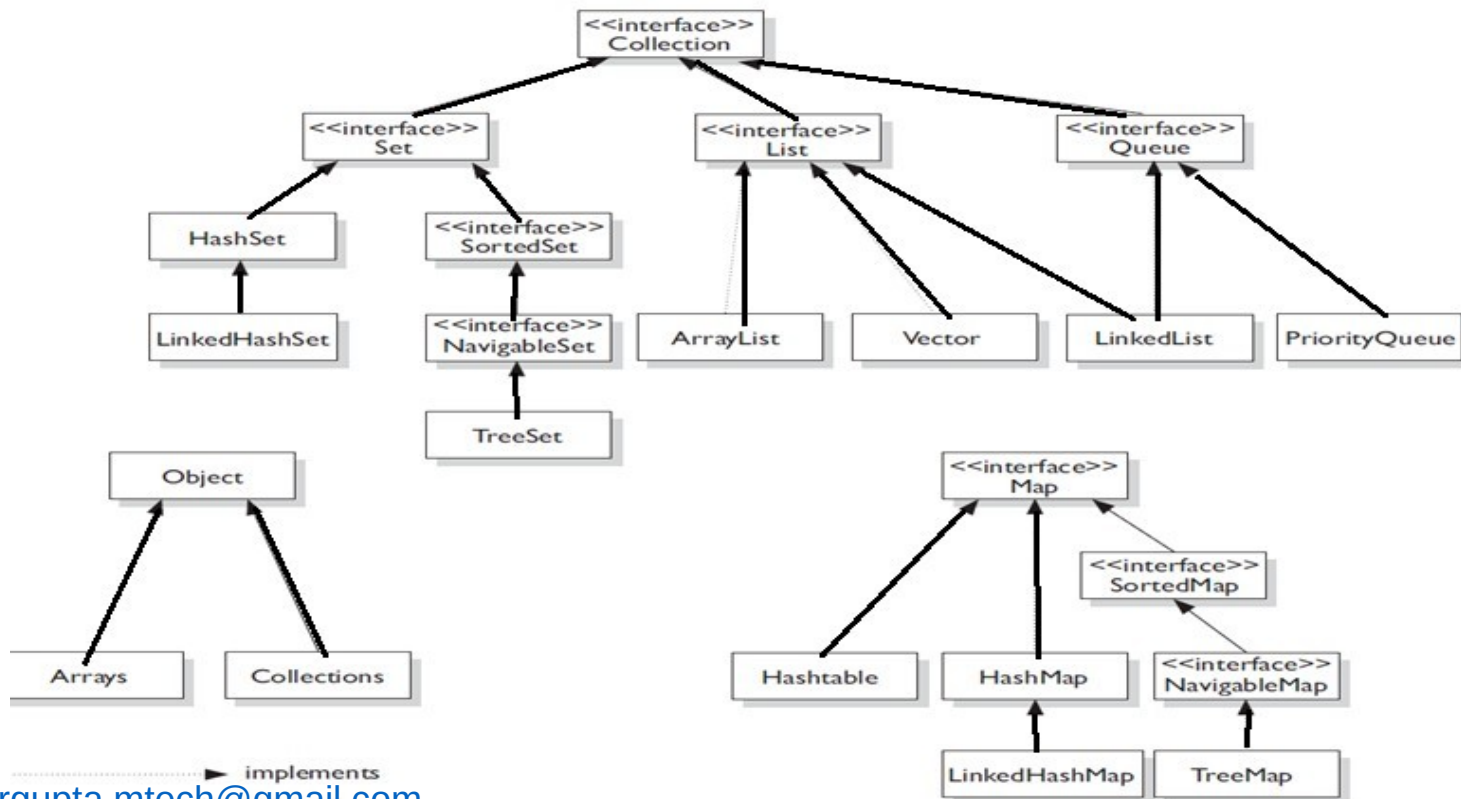 <<interface>>
Collection
<<interface>>
Set
<<interface>>
List
<<interface>>
Queue
HashSet
<<interface>>
SortedSet
LinkedHashSet
<<interface>>
NavigableSet
ArrayList
Vector
LinkedList
PriorityQueue
TreeSet
Object
<<interface>>
Map
<<interface>>
SortedMap
Arrays
Collections
Hashtable
HashMap
<<interface>>
NavigableMap
LinkedHashMap
TreeMap
implements